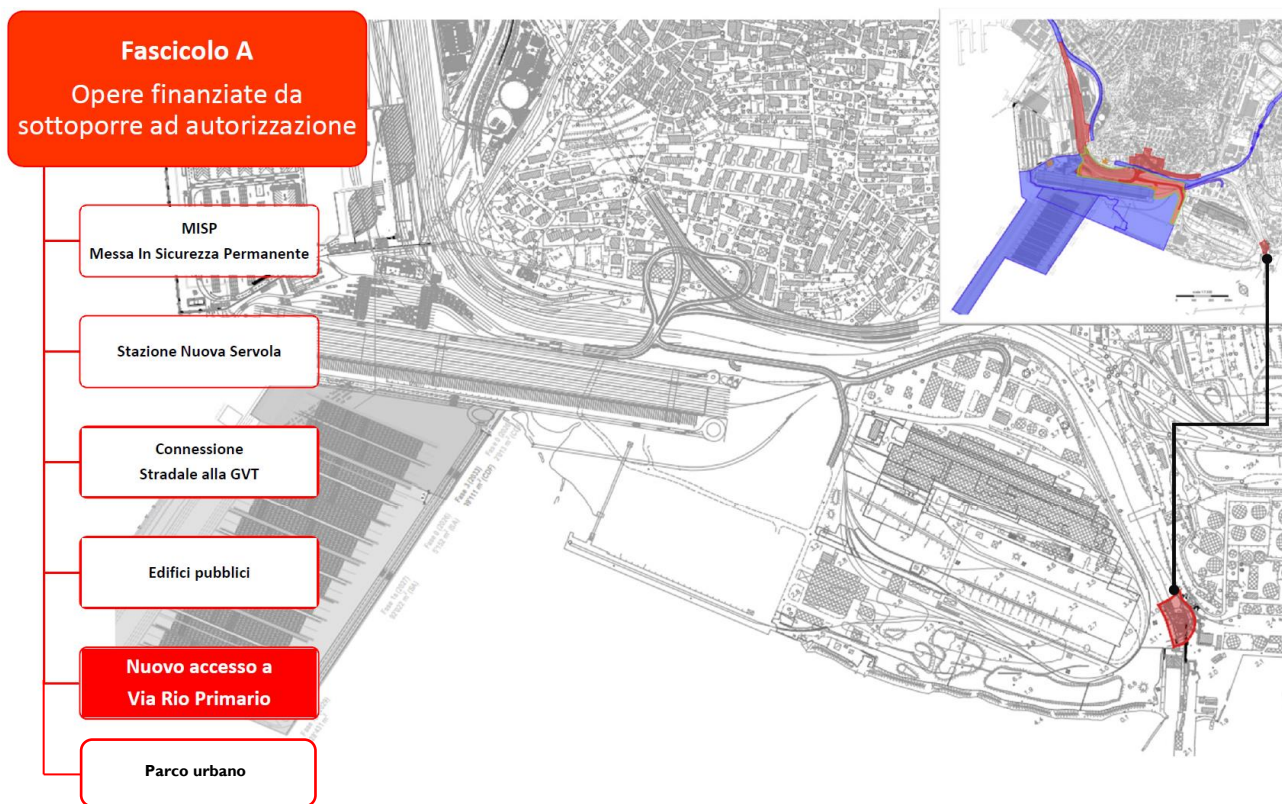 Fascicolo A
Opere finanziate da
sottoporre ad autorizzazione
MISP
Messa In Sicurezza Permanente
Stazione Nuova Servola
Connessione
Stradale alla GVT
Edifici pubblici
Nuovo accesso a
Via Rio Primario
Parco urbano